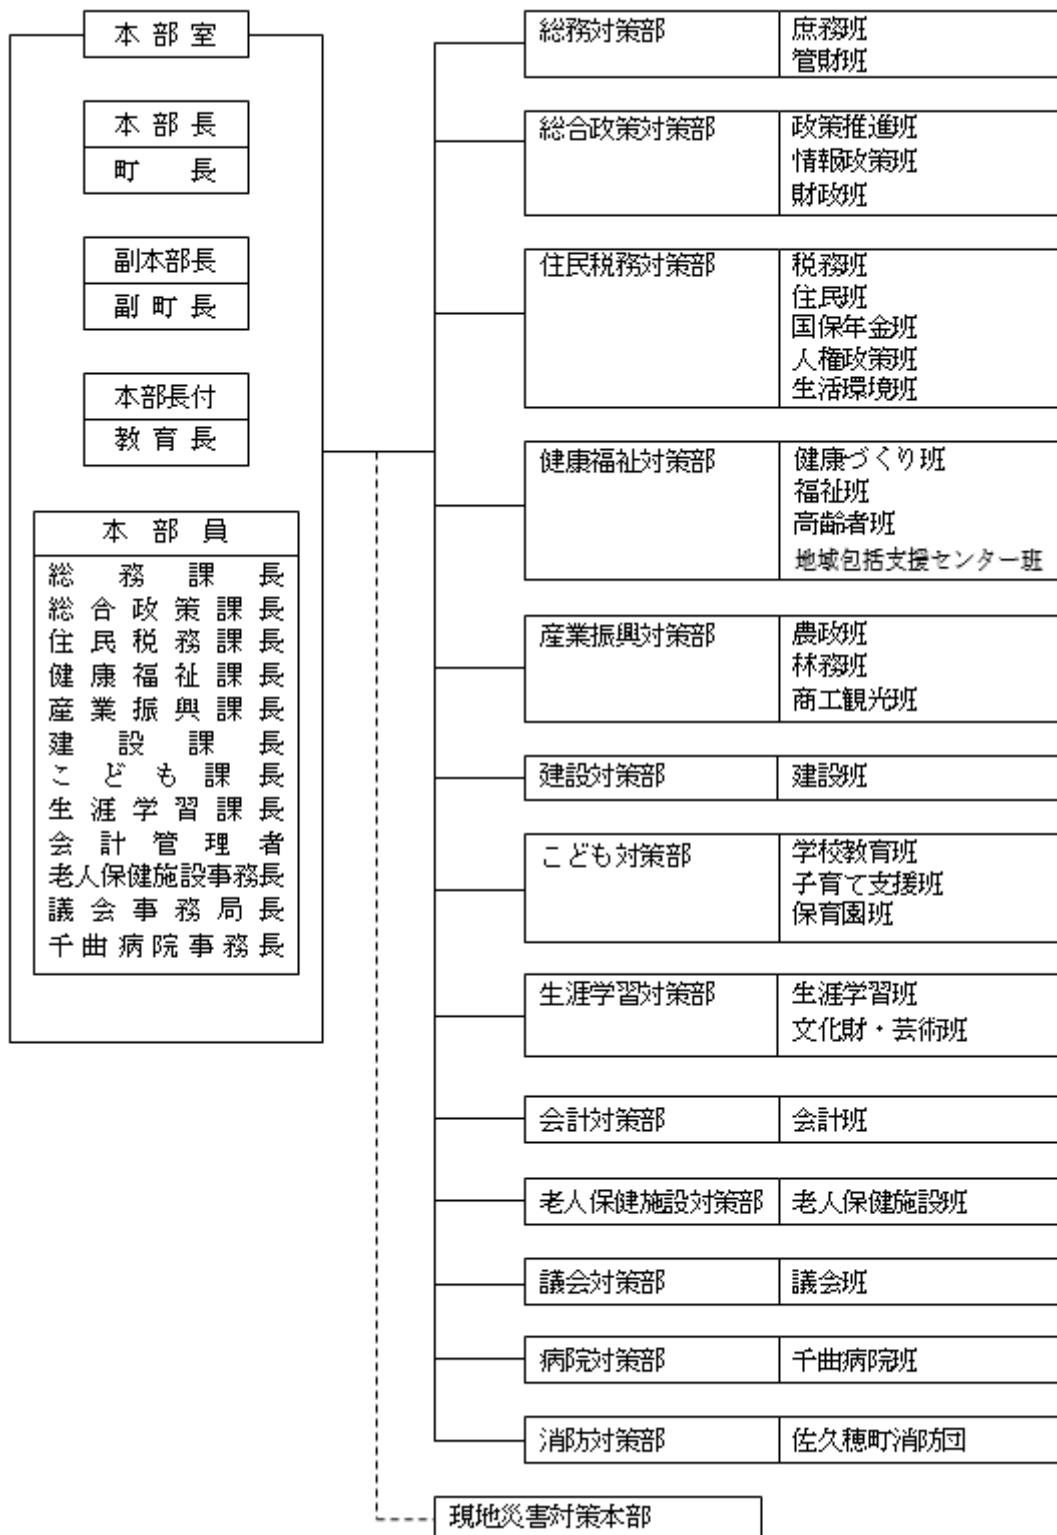 本部室
本部長
町長
副本部長
副町長
本部長付
教育長
本部員
総務課長
総合政策課長
住民税務課長
健康福祉課長
産業振興課長
建設課長
こども課長
生涯学習課長
会計管理者
老人保健施設事務長
議会事務局長
千曲病院事務長
総務対策部
庶務班
管財班
総合政策対策部
政策推進班
情報政策班
財政班
住民税務対策部
税務班
住民班
国保年金班
人権政策班
生活環境班
健康福祉対策部
健康づくり班
福祉班
高齢者班
地域包括支援センター班
産業振興対策部
農政班
林務班
商工観光班
建設対策部
建設班
こども対策部
学校教育班
子育て支援班
保育園班
生涯学習対策部
生涯学習班
文化財・芸術班
会計対策部
会計班
老人保健施設対策部
老人保健施設班
議会対策部
議会班
病院対策部
千曲病院班
消防対策部
佐久穂町消防団
現地災害対策本部